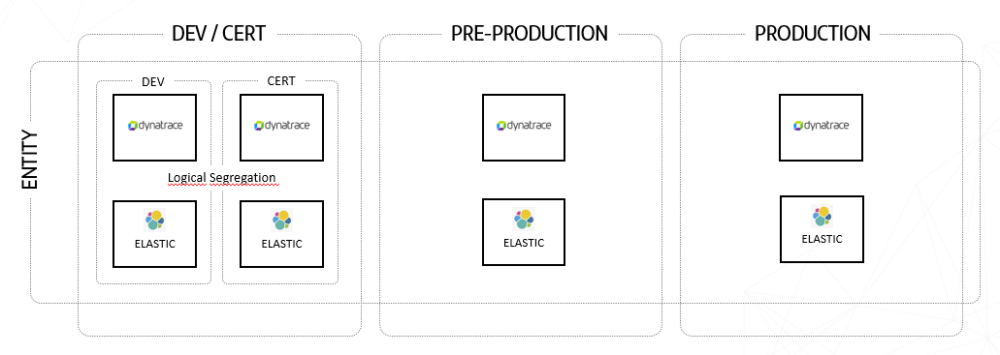 DEV / CERT
PRE-PRODUCTION
PRODUCTION
ENTITY
DEV
CERT
dynatrace
dynatrace
dynatrace
dynatrace
Logical Segregation
ELASTIC
ELASTIC
ELASTIC
ELASTIC